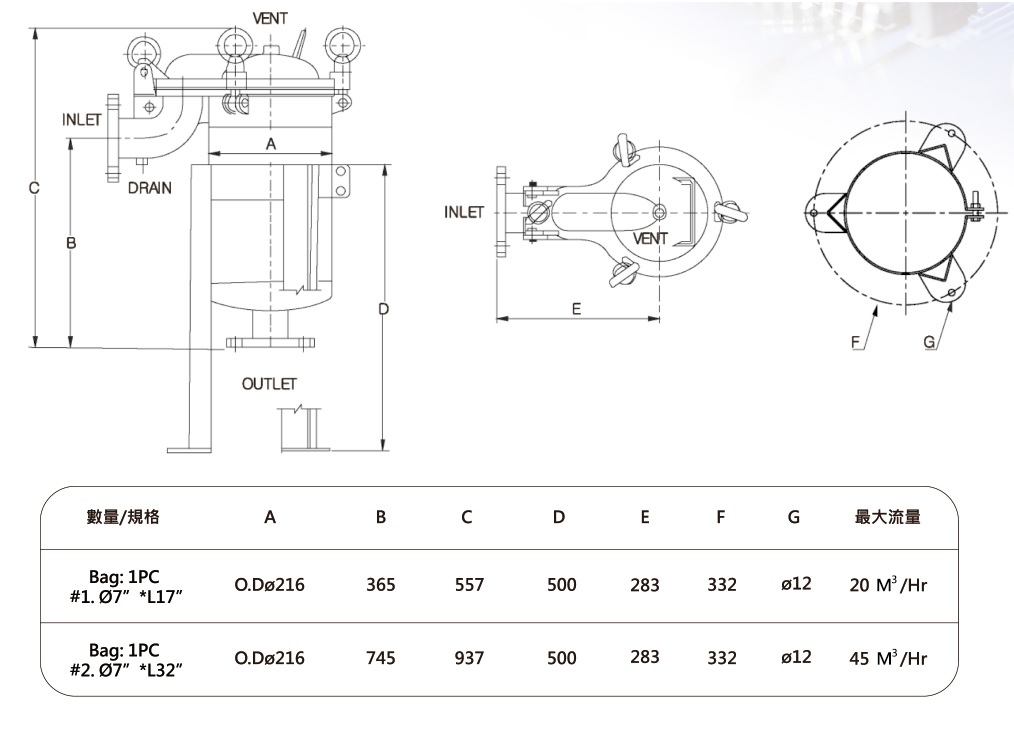 VENT
INLET
A
C
DRAIN
B
D
OUTLET
INLET
VENT
E
F
G
數量/規格 A B C D E F G 最大流量
Bag: 1PC
#1. Ø7” *L17” O.Dø216 365 557 500 283 332 ø12 20 M³/Hr
Bag: 1PC
#2. Ø7” *L32” O.Dø216 745 937 500 283 332 ø12 45 M³/Hr